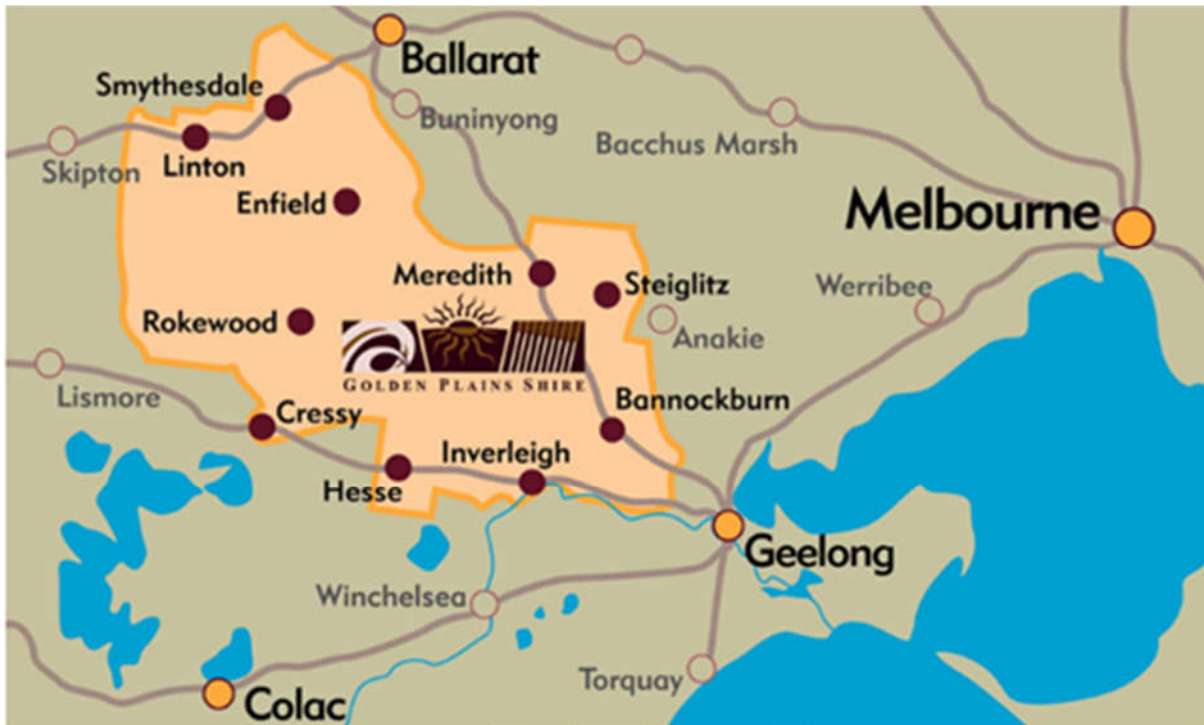 Ballarat
Smythesdale
Buninyong
Bacchus Marsh
Skipton
Linton
Enfield
Melbourne
Meredith
Steiglitz
Werribee
Rokewood
Anakie
GOLDEN PLAINS SHIRE
Lismore
Bannockburn
Cressy
Inverleigh
Hesse
Geelong
Winchelsea
Torquay
Colac